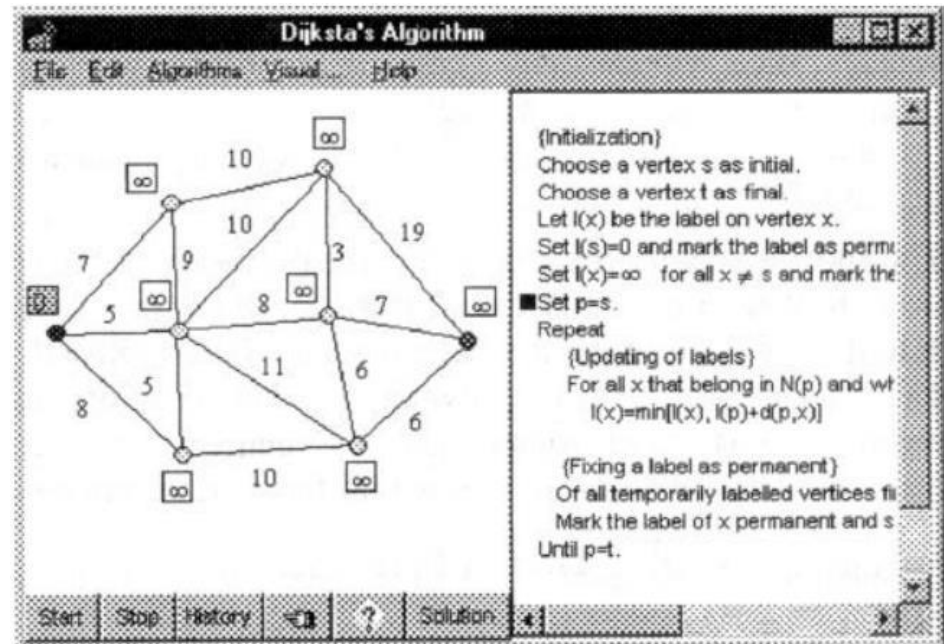 Dijksta's Algorithm
File Edit Algorithms Visual ... Help
∞
10
∞
10
19
7
9
3
∞
∞
∞
5
8
7
5
11
6
8
6
10
∞
∞
{Initialization}
Choose a vertex s as initial.
Choose a vertex t as final.
Let l(x) be the label on vertex x.
Set l(s)=0 and mark the label as perm
Set l(x)=∞ for all x ≠ s and mark the
Set p=s.
Repeat
{Updating of labels}
For all x that belong in N(p) and wh
l(x)=min[l(x), l(p)+d(p,x)]
{Fixing a label as permanent}
Of all temporarily labelled vertices fi
Mark the label of x permanent and s
Until p=t.
Start Stop History ? Solution